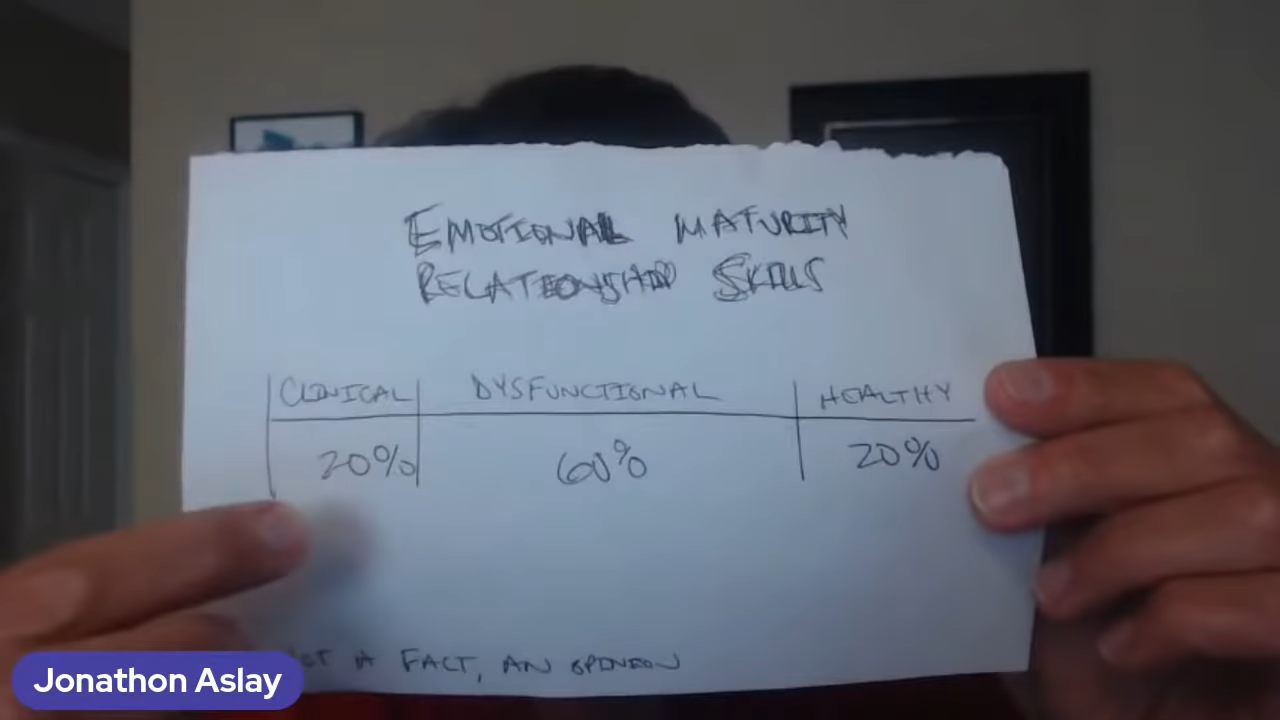 EMOTIONAL MATURITY
RELATIONSHIP SKILLS
CLINICAL DYSFUNCTIONAL HEALTHY
20% 60% 20%
A FACT, AN OPINION
Jonathon Aslay